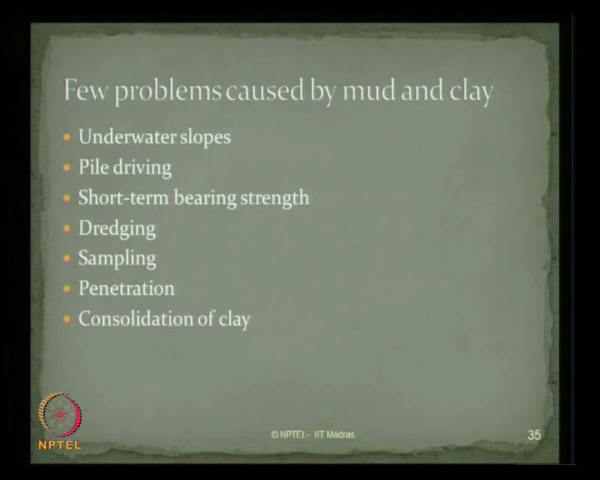 Few problems caused by mud and clay
Underwater slopes
Pile driving
Short-term bearing strength
Dredging
Sampling
Penetration
Consolidation of clay
NPTEL
© NPTEL - IIT Madras
35